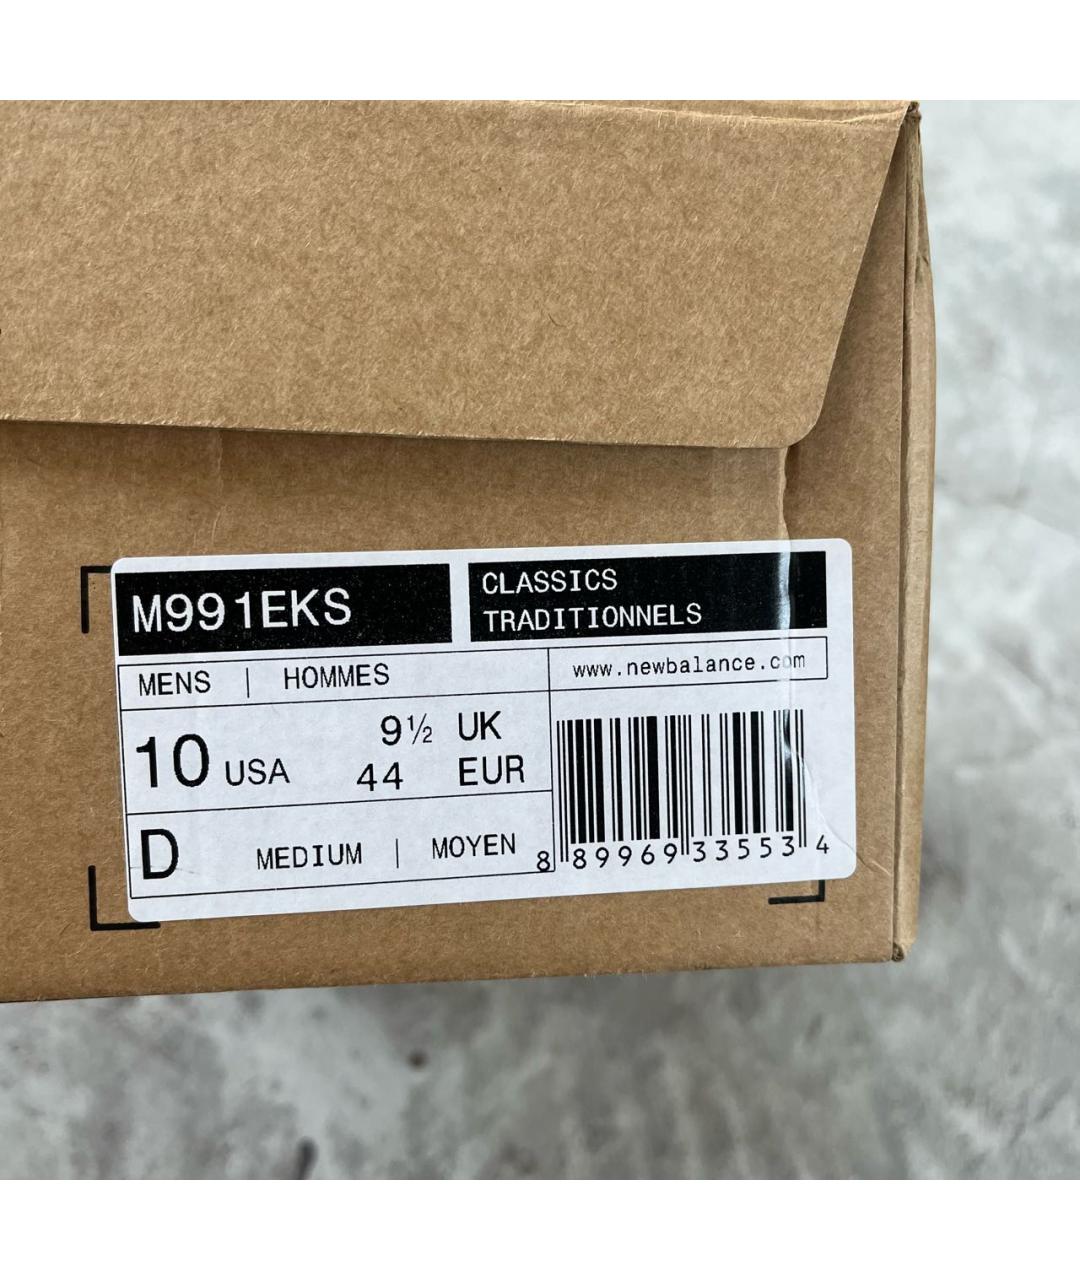 M991EKS
CLASSICS
TRADITIONNELS
MENS | HOMMES
www.newbalance.com
10 USA
9½ UK
44 EUR
D MEDIUM | MOYEN
8 89969 33553 4